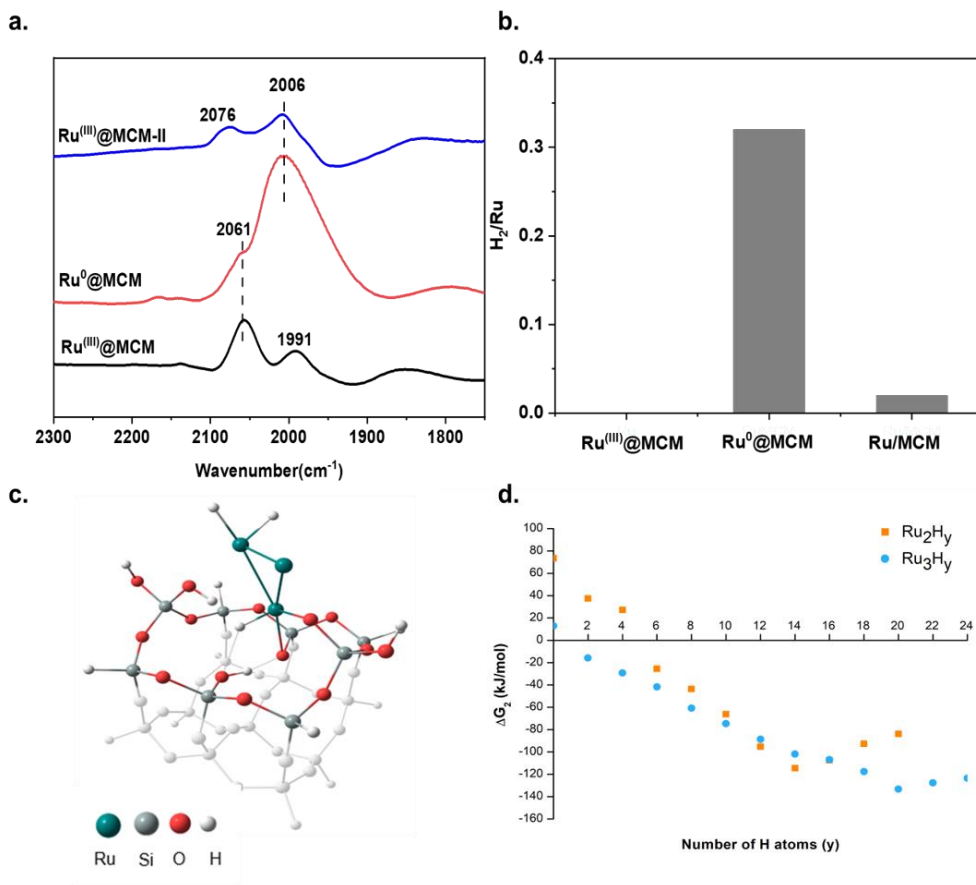 a.
2006
2076
Ru(III)@MCM-II
2061
Ru0@MCM
1991
Ru(III)@MCM
2300 2200 2100 2000 1900 1800
Wavenumber(cm-1)
b.
0.4
0.3
0.2
0.1
0.0
H2/Ru
Ru(III)@MCM Ru0@MCM Ru/MCM
c.
Ru Si O H
d.
100
80
60
40
20
0
-20
-40
-60
-80
-100
-120
-140
-160
ΔG2 (kJ/mol)
2 4 6 8 10 12 14 16 18 20 22 24
Ru2Hy
Ru3Hy
Number of H atoms (y)